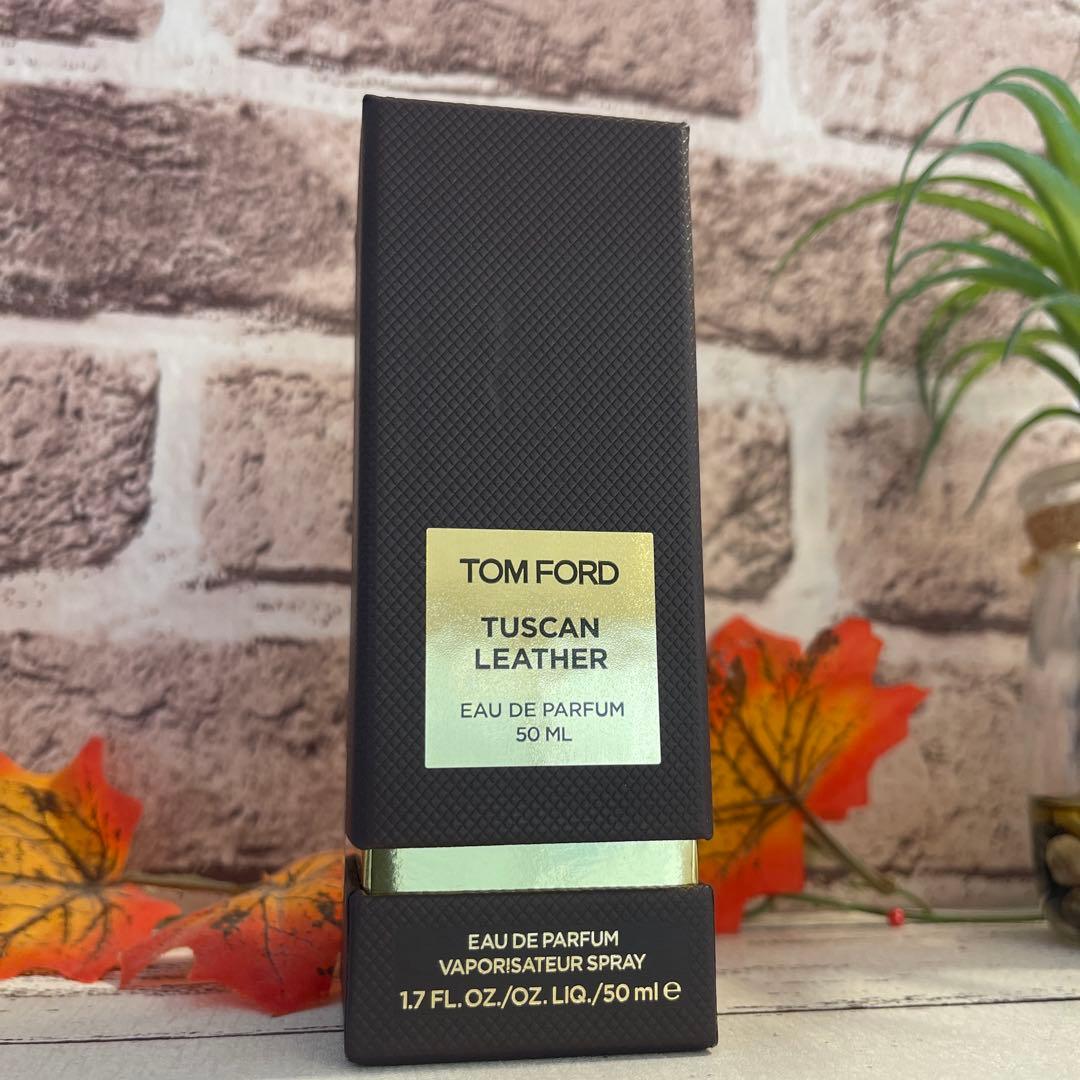 TOM FORD
TUSCAN
LEATHER
EAU DE PARFUM
50 ML
EAU DE PARFUM
VAPORISATEUR SPRAY
1.7 FL. OZ./OZ. LIQ./50 ml e